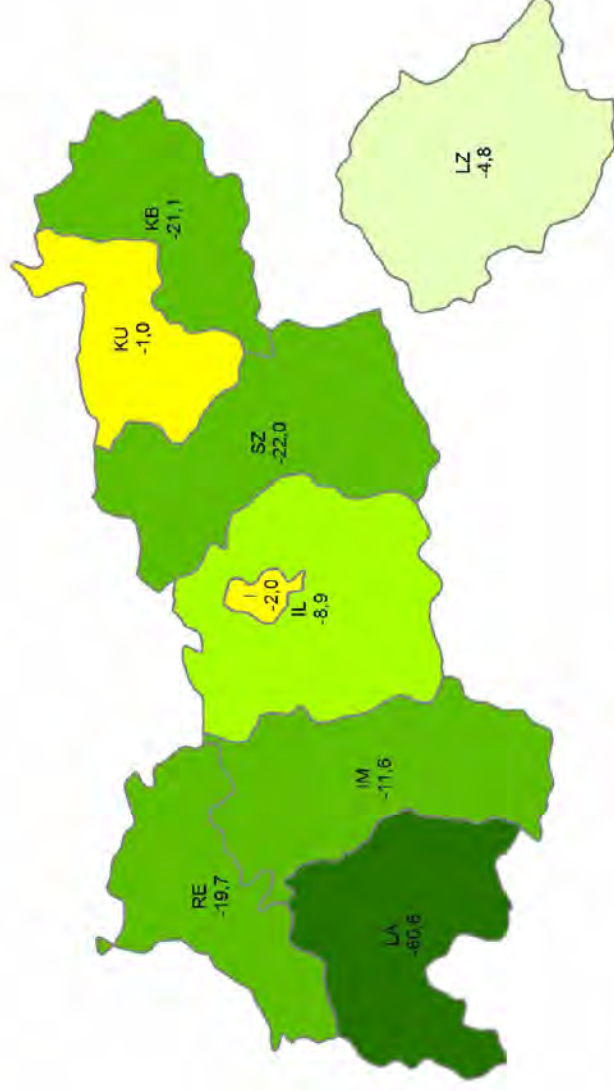 KB
-21,1
KU
-1,0
SZ
-22,0
LZ
-4,8
I
-2,0
IL
-8,9
RE
-19,7
IM
-11,6
LA
-60,6